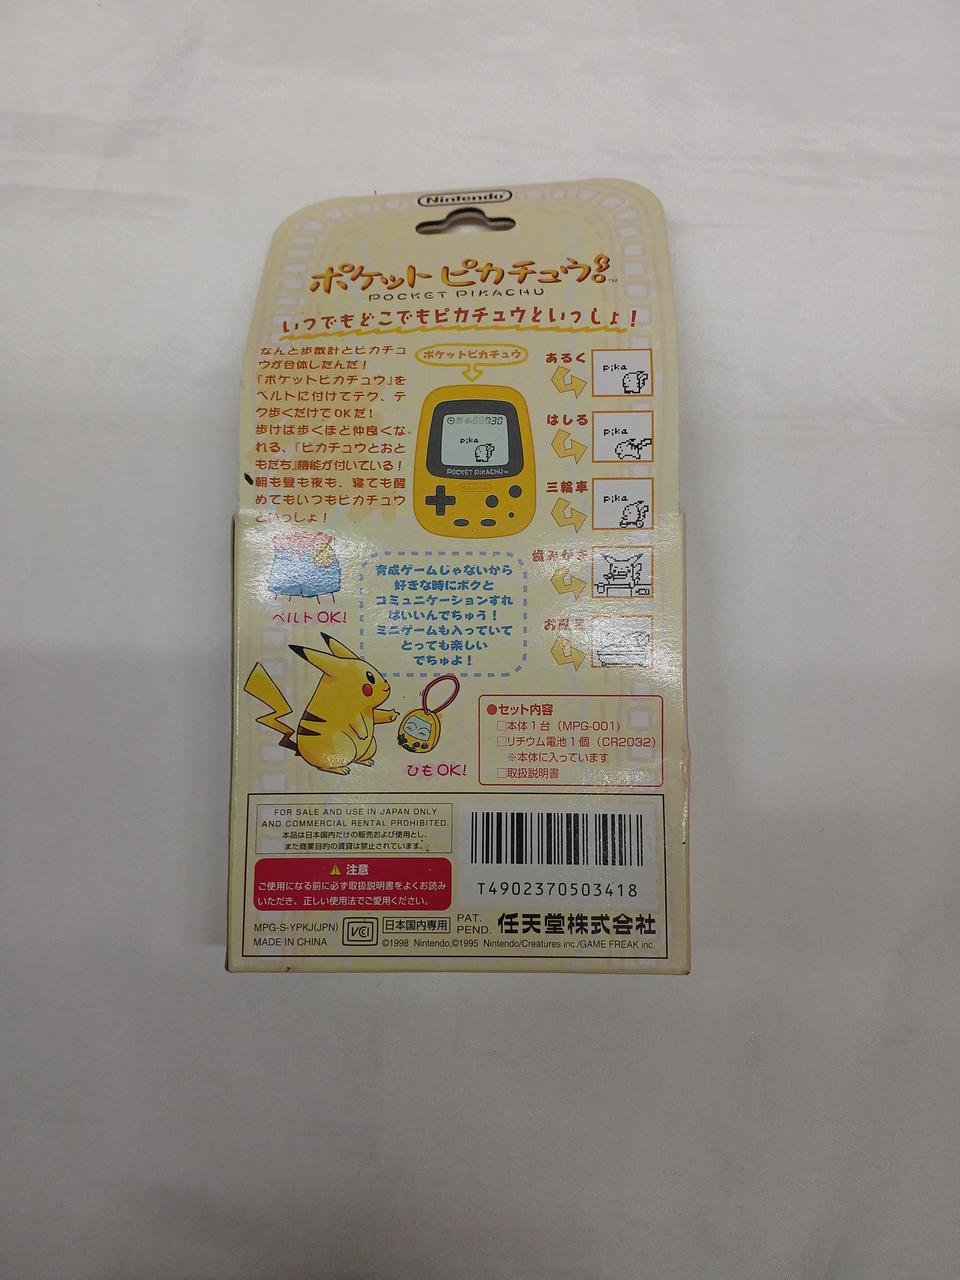 Nintendo
ポケットピカチュウ!™
POCKET PIKACHU
いつでもどこでもピカチュウといっしょ!
なんと歩数計とピカチュ
ウが合体したんだ!
『ポケットピカチュウ』を
ベルトに付けてテク、テ
ク歩くだけでOKだ!
歩けば歩くほど仲良くな
れる、『ピカチュウとおと
もだち』機能が付いている!
朝も昼も夜も、寝ても醒
めてもいつもピカチュウ
といっしょ!
ポケットピカチュウ
730
pika
POCKET PIKACHU™
Nintendo
あるく
pika
はしる
pika
三輪車
pika
歯みがき
お風呂
ベルトOK!
育成ゲームじゃないから
好きな時にボクと
コミュニケーションすれ
ばいいんでちゅう!
ミニゲームも入っていて
とっても楽しい
でちゅよ!
ひもOK!
●セット内容
□本体1台(MPG-001)
□リチウム電池1個(CR2032)
※本体に入っています
□取扱説明書
FOR SALE AND USE IN JAPAN ONLY
AND COMMERCIAL RENTAL PROHIBITED.
本品は日本国内だけの販売および使用とし、
また商業目的の賃貸は禁止されています。
⚠注意
ご使用になる前に必ず取扱説明書をよくお読み
いただき、正しい使用法でご愛用ください。
T4902370503418
MPG-S-YPKJ(JPN)
MADE IN CHINA
VCI
日本国内専用
PAT.
PEND.
任天堂株式会社
©1998 Nintendo,©1995 Nintendo/Creatures inc./GAME FREAK inc.